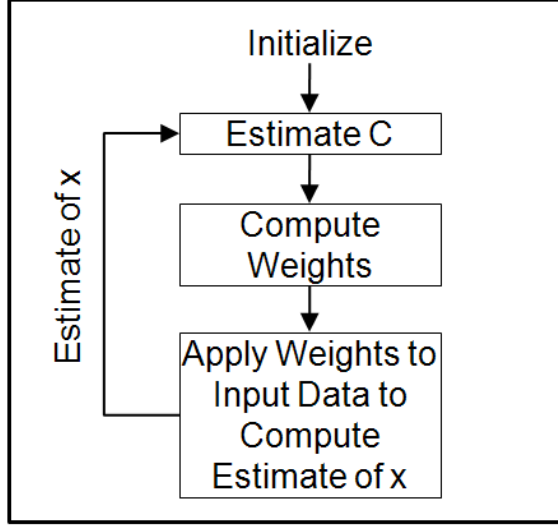 Initialize
Estimate C
Compute
Weights
Apply Weights to
Input Data to
Compute
Estimate of x
Estimate of x